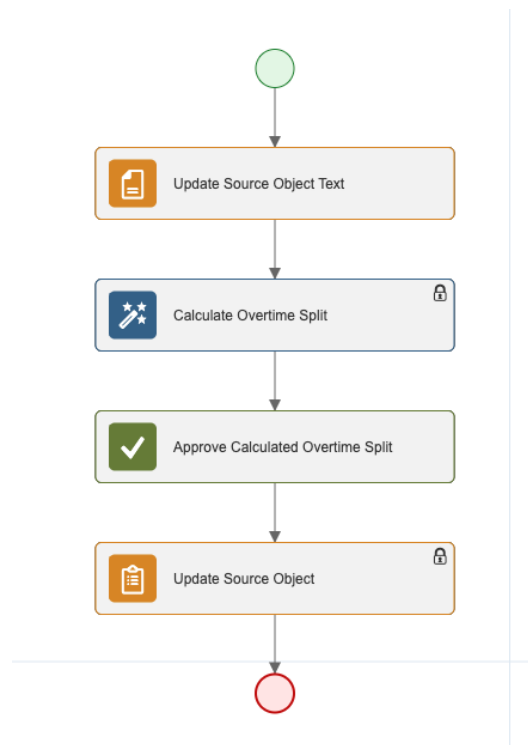 Update Source Object Text
Calculate Overtime Split
Approve Calculated Overtime Split
Update Source Object